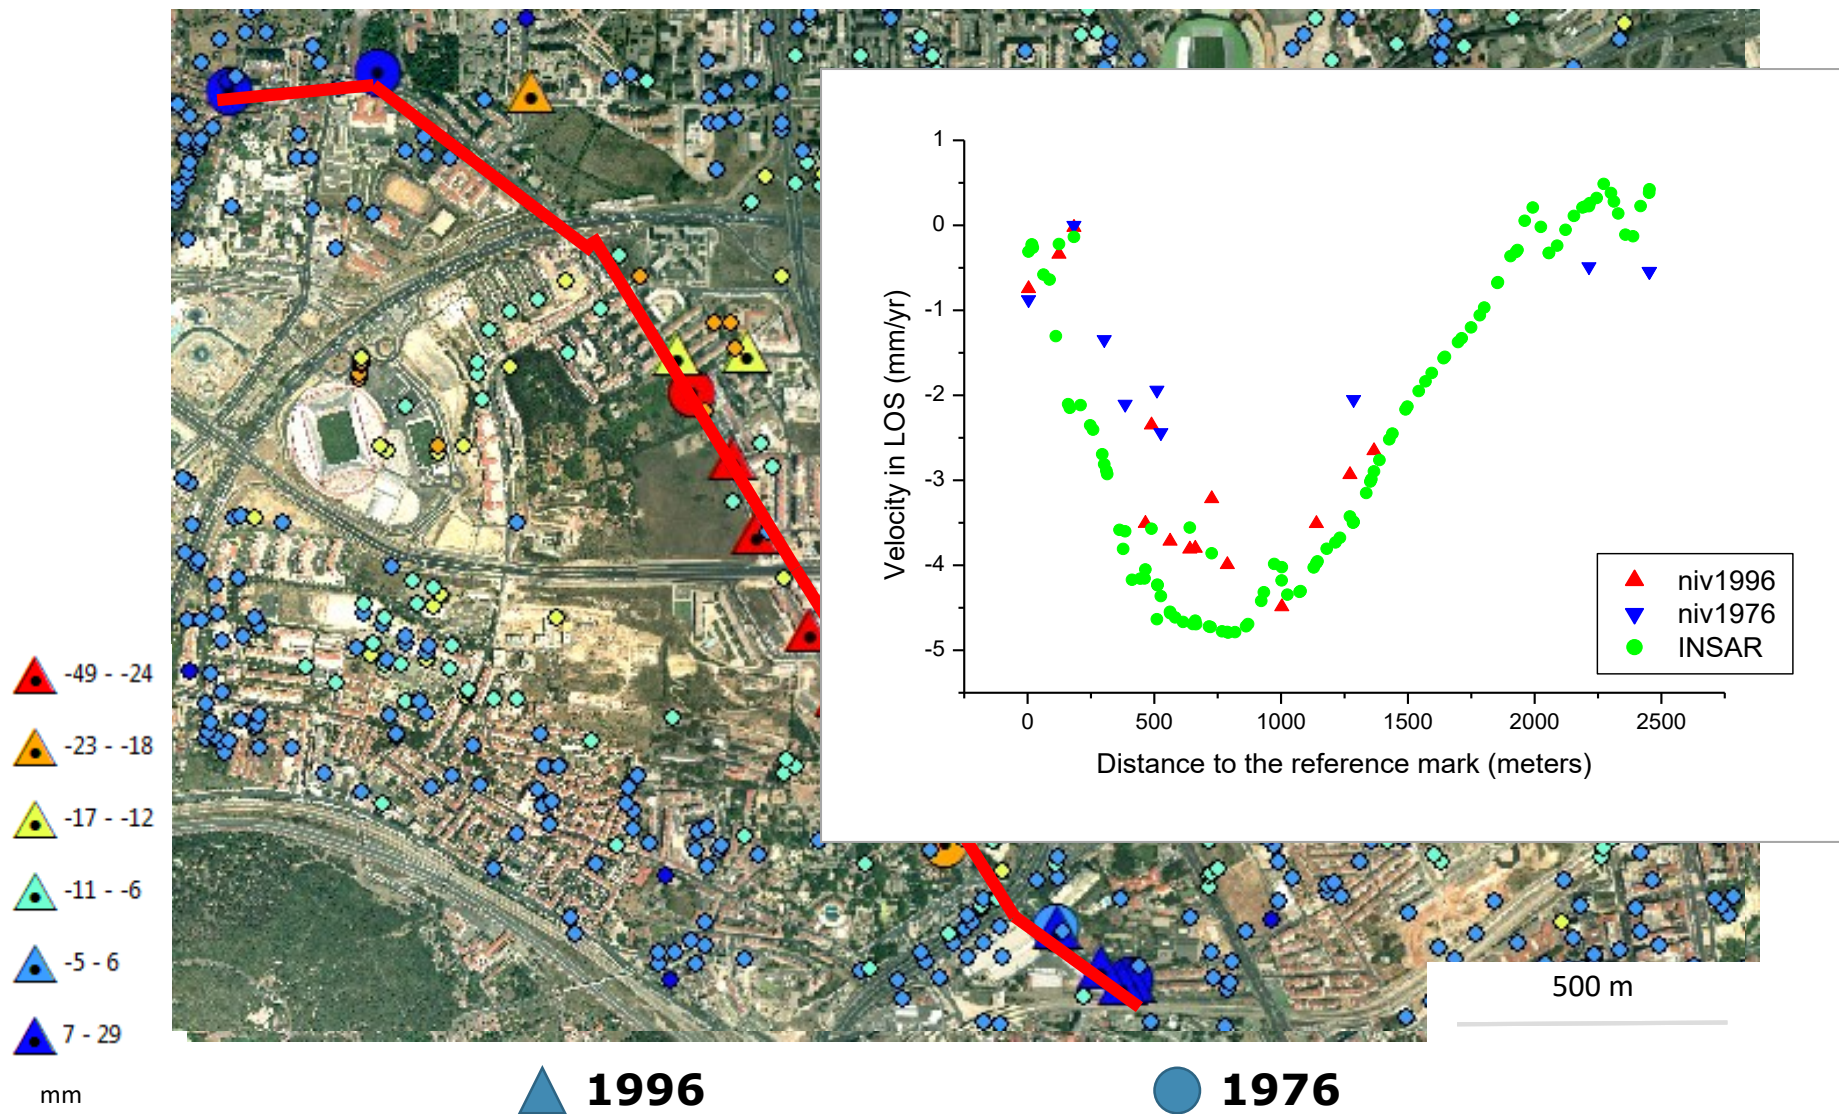 1
0
-1
-2
-3
-4
-5
Velocity in LOS (mm/yr)
niv1996
niv1976
INSAR
0 500 1000 1500 2000 2500
Distance to the reference mark (meters)
-49 - -24
-23 - -18
-17 - -12
-11 - -6
-5 - 6
7 - 29
mm
500 m
1996
1976